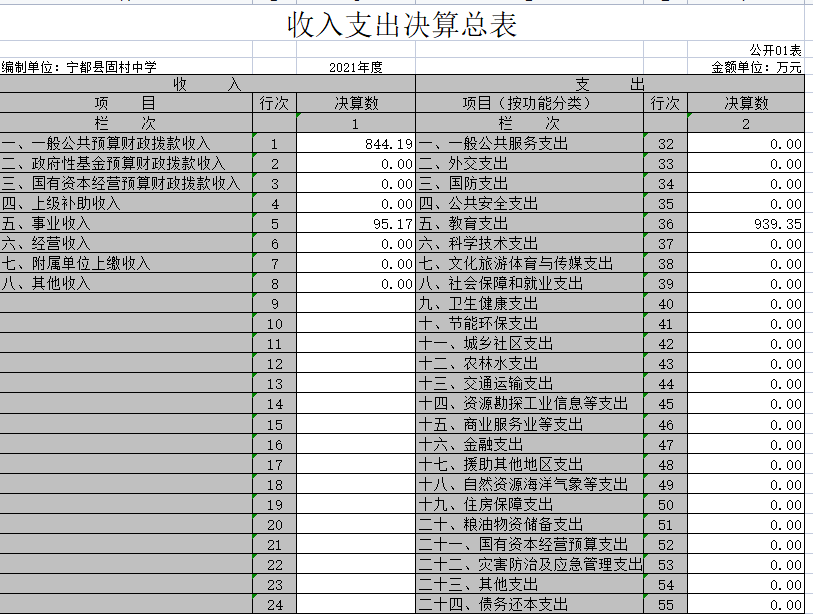 收入支出决算总表
公开01表
编制单位：宁都县固村中学 2021年度 金额单位：万元
收 入 支 出
项 目 行次 决算数 项目（按功能分类） 行次 决算数
栏 次 1 栏 次 2
一、一般公共预算财政拨款收入 1 844.19 一、一般公共服务支出 32 0.00
二、政府性基金预算财政拨款收入 2 0.00 二、外交支出 33 0.00
三、国有资本经营预算财政拨款收入 3 0.00 三、国防支出 34 0.00
四、上级补助收入 4 0.00 四、公共安全支出 35 0.00
五、事业收入 5 95.17 五、教育支出 36 939.35
六、经营收入 6 0.00 六、科学技术支出 37 0.00
七、附属单位上缴收入 7 0.00 七、文化旅游体育与传媒支出 38 0.00
八、其他收入 8 0.00 八、社会保障和就业支出 39 0.00
9 九、卫生健康支出 40 0.00
10 十、节能环保支出 41 0.00
11 十一、城乡社区支出 42 0.00
12 十二、农林水支出 43 0.00
13 十三、交通运输支出 44 0.00
14 十四、资源勘探工业信息等支出 45 0.00
15 十五、商业服务业等支出 46 0.00
16 十六、金融支出 47 0.00
17 十七、援助其他地区支出 48 0.00
18 十八、自然资源海洋气象等支出 49 0.00
19 十九、住房保障支出 50 0.00
20 二十、粮油物资储备支出 51 0.00
21 二十一、国有资本经营预算支出 52 0.00
22 二十二、灾害防治及应急管理支出 53 0.00
23 二十三、其他支出 54 0.00
24 二十四、债务还本支出 55 0.00